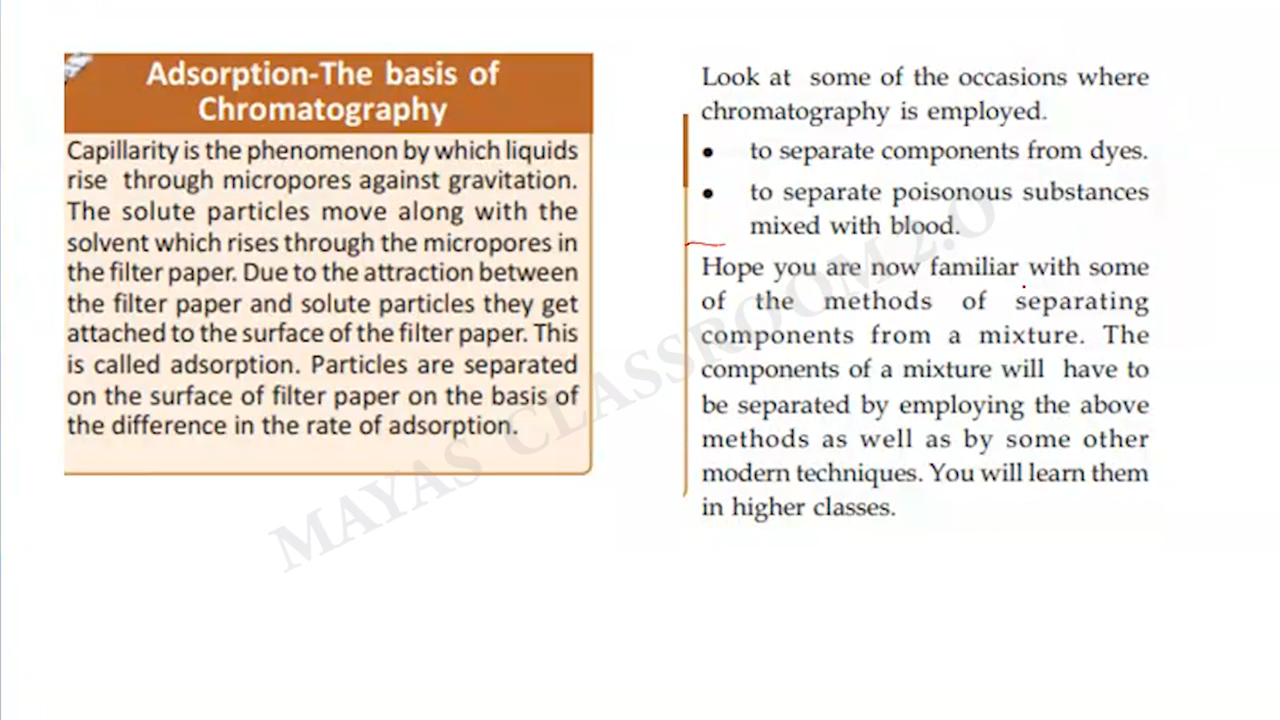 Adsorption-The basis of
Chromatography
Capillarity is the phenomenon by which liquids
rise through micropores against gravitation.
The solute particles move along with the
solvent which rises through the micropores in
the filter paper. Due to the attraction between
the filter paper and solute particles they get
attached to the surface of the filter paper. This
is called adsorption. Particles are separated
on the surface of filter paper on the basis of
the difference in the rate of adsorption.
Look at some of the occasions where
chromatography is employed.
• to separate components from dyes.
• to separate poisonous substances
mixed with blood.
Hope you are now familiar with some
of the methods of separating
components from a mixture. The
components of a mixture will have to
be separated by employing the above
methods as well as by some other
modern techniques. You will learn them
in higher classes.
MAYAS CLASSROOM 2.O